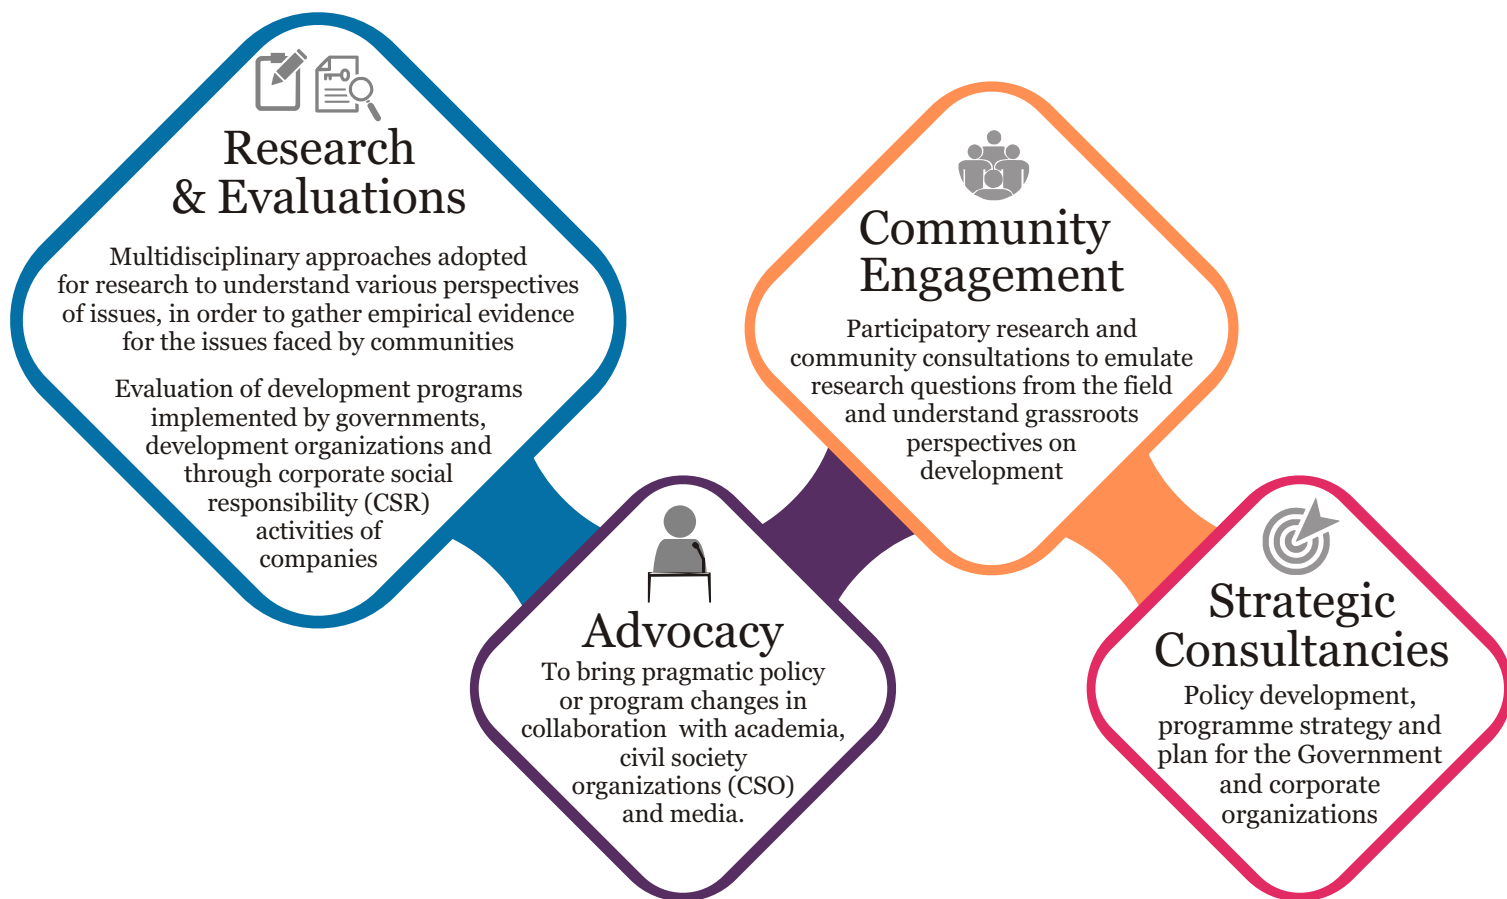 Research
& Evaluations
Multidisciplinary approaches adopted
for research to understand various perspectives
of issues, in order to gather empirical evidence
for the issues faced by communities
Evaluation of development programs
implemented by governments,
development organizations and
through corporate social
responsibility (CSR)
activities of
companies
Advocacy
To bring pragmatic policy
or program changes in
collaboration with academia,
civil society
organizations (CSO)
and media.
Community
Engagement
Participatory research and
community consultations to emulate
research questions from the field
and understand grassroots
perspectives on
development
Strategic
Consultancies
Policy development,
programme strategy and
plan for the Government
and corporate
organizations